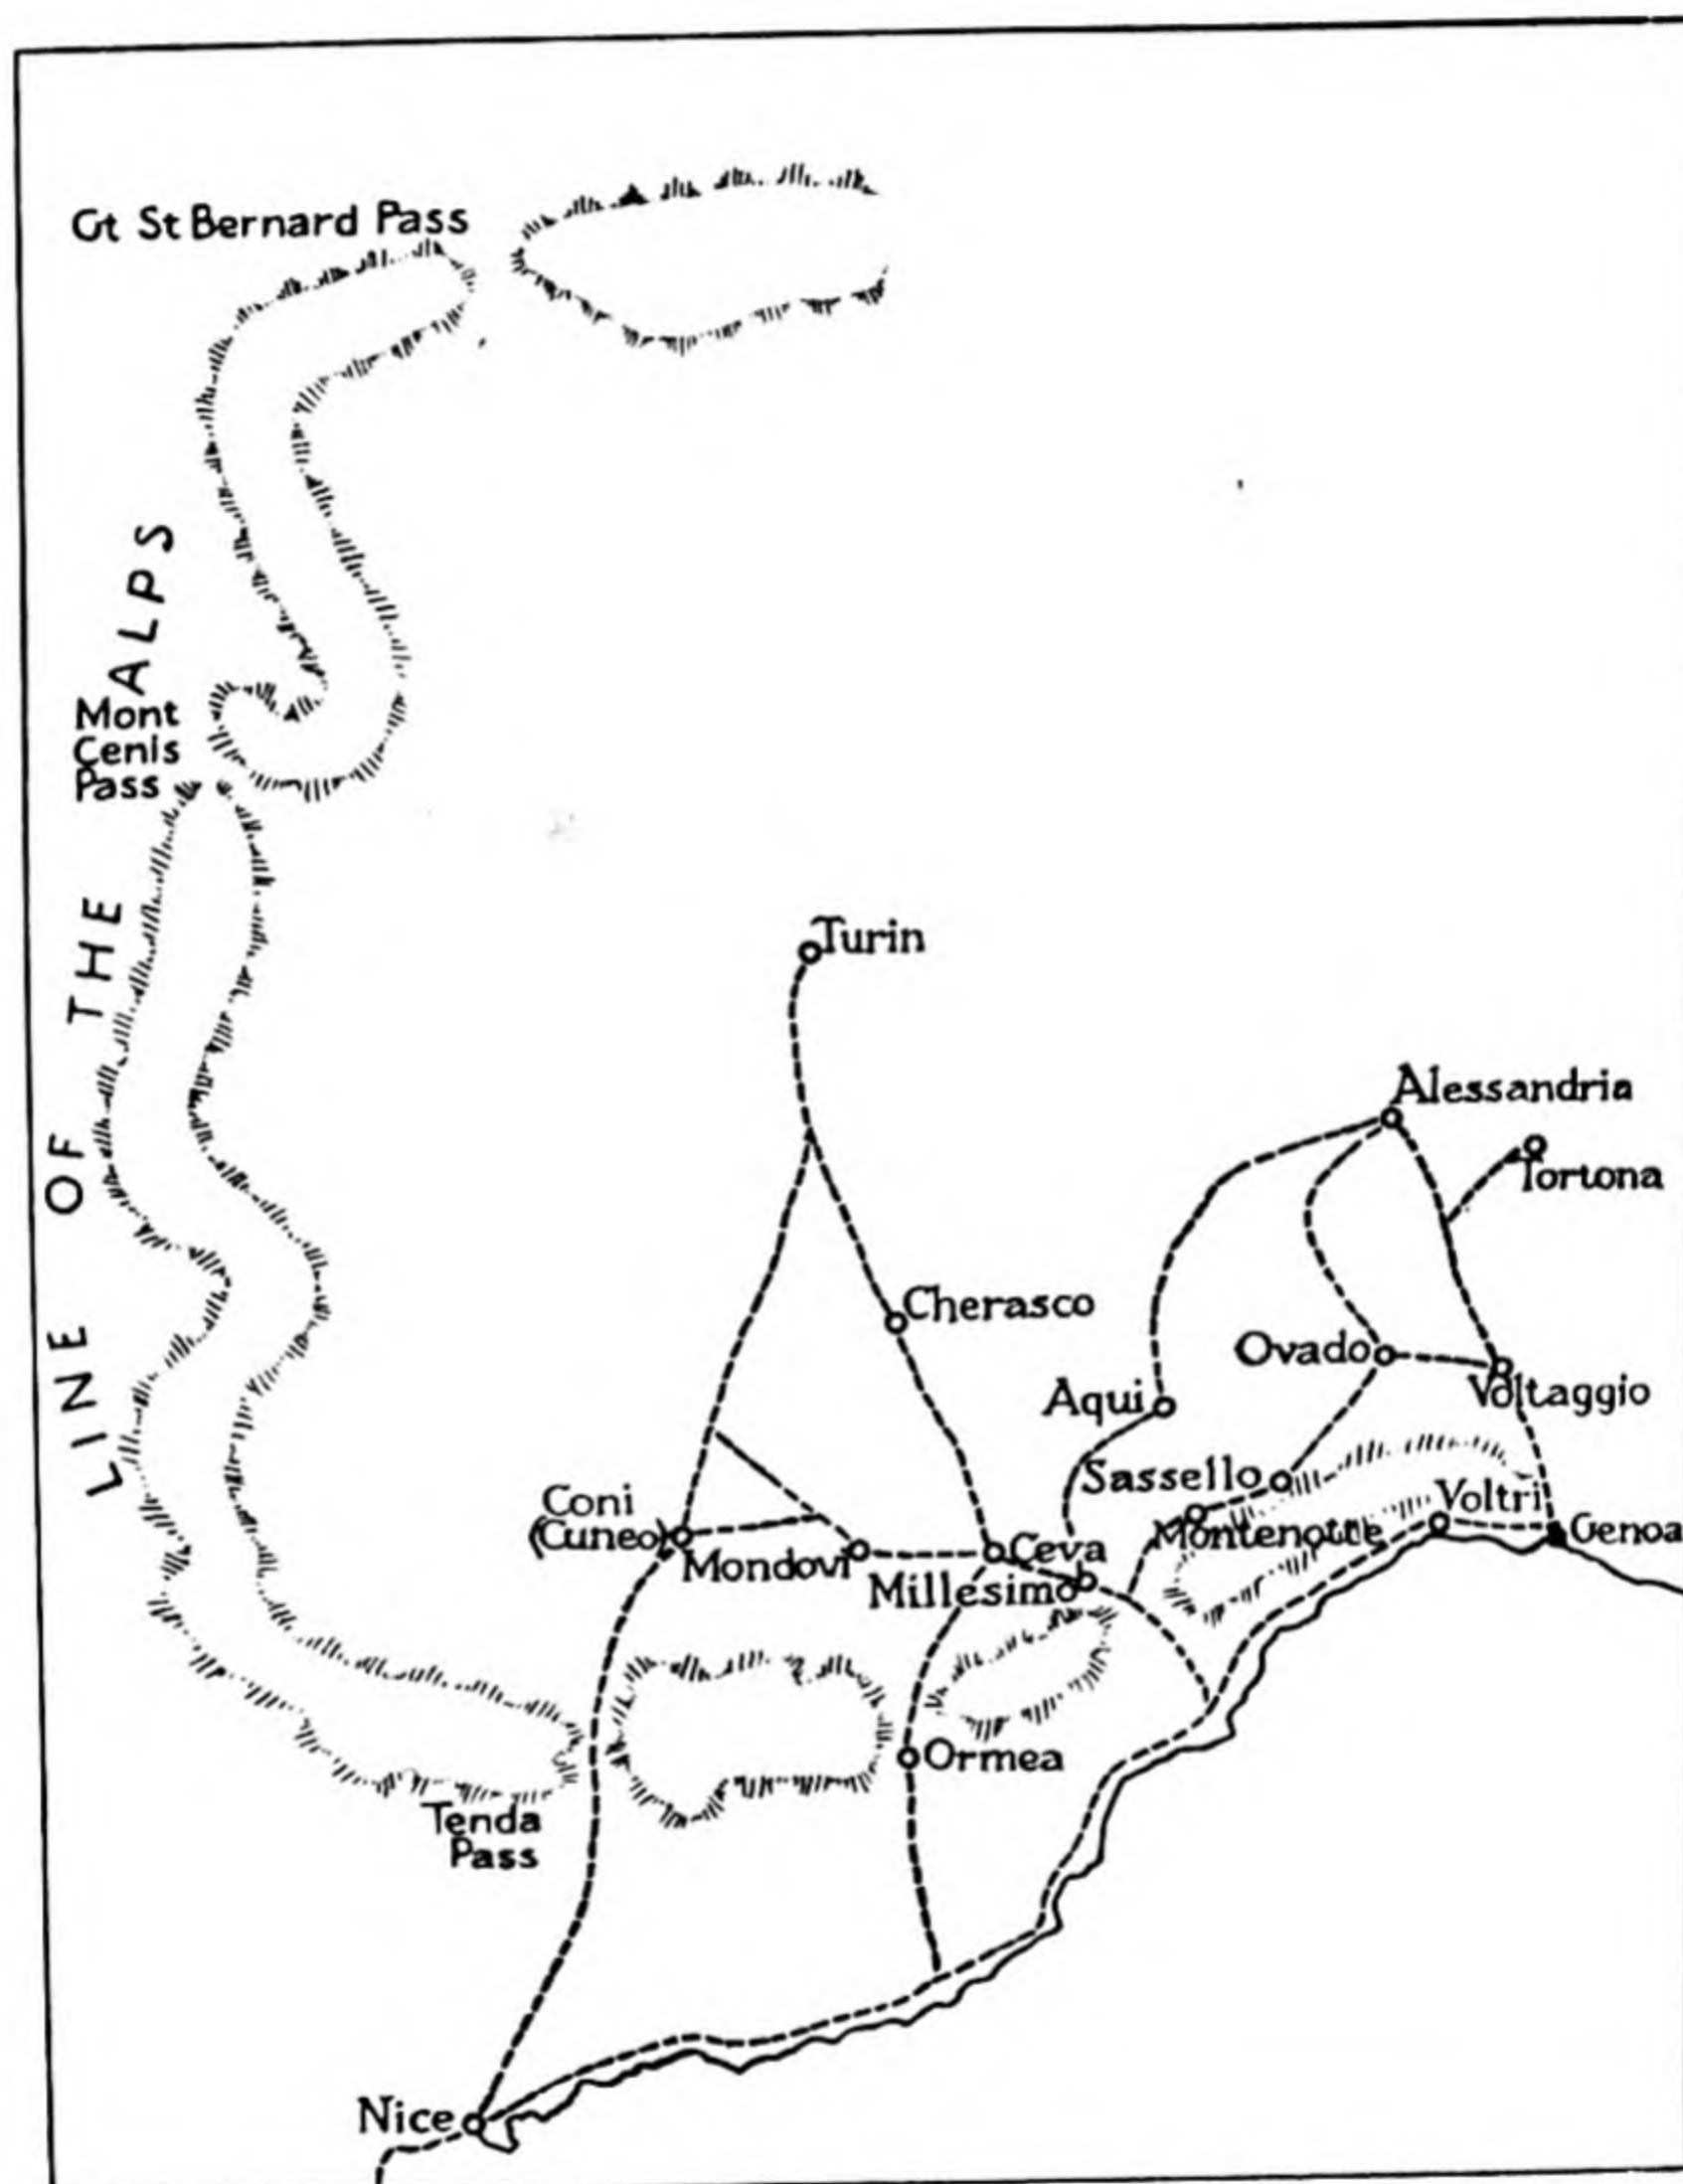 Gt St Bernard Pass
LINE OF THE ALPS
Mont
Cenis
Pass
Turin
Alessandria
Tortona
Cherasco
Ovado
Voltaggio
Aqui
Sassello
Coni
(Cuneo)
Voltri
Montenotte
Genoa
Mondovi
Ceva
Millesimo
Ormea
Tenda
Pass
Nice